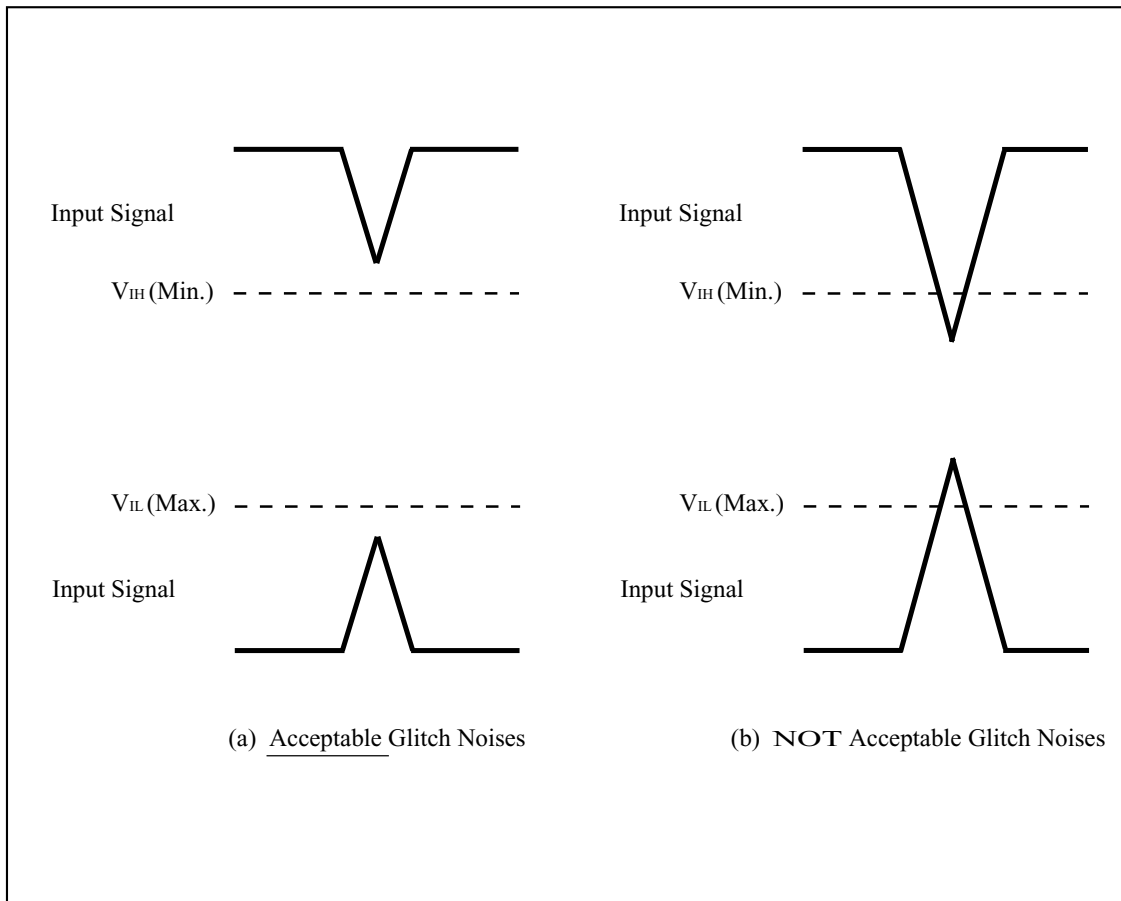 Input Signal
VIH (Min.)
VIL (Max.)
Input Signal
(a) Acceptable Glitch Noises
Input Signal
VIH (Min.)
VIL (Max.)
Input Signal
(b) NOT Acceptable Glitch Noises